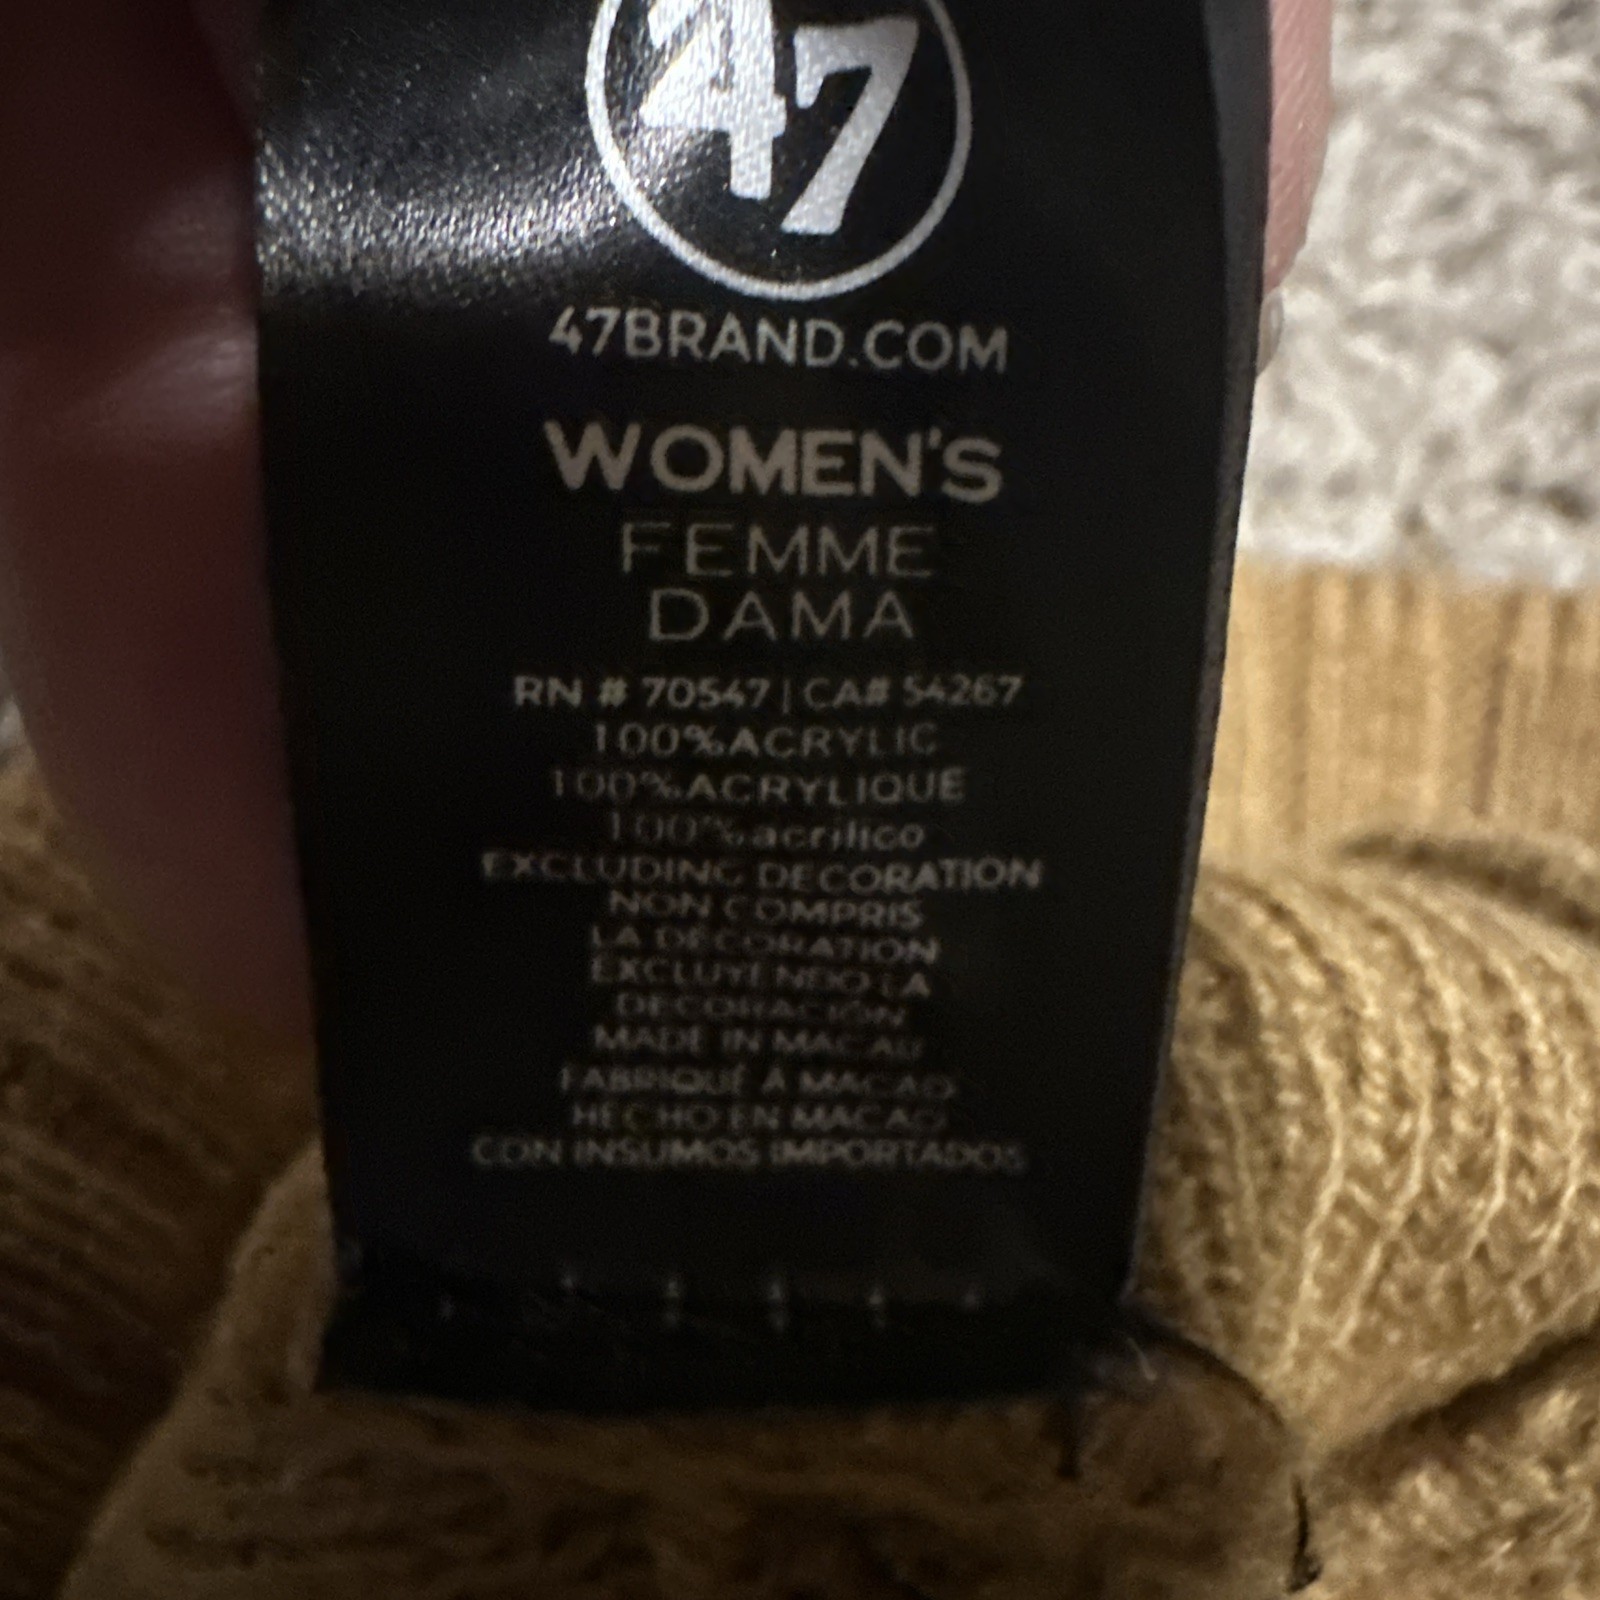 47
47BRAND.COM
WOMEN'S
FEMME
DAMA
RN # 70547 | CA# 54267
100%ACRYLIC
100%ACRYLIQUE
100%acrílico
EXCLUDING DECORATION
NON COMPRIS
LA DÉCORATION
EXCLUYENDO LA
DECORACIÓN
MADE IN MACAU
FABRIQUÉ À MACAO
HECHO EN MACAO
CON INSUMOS IMPORTADOS